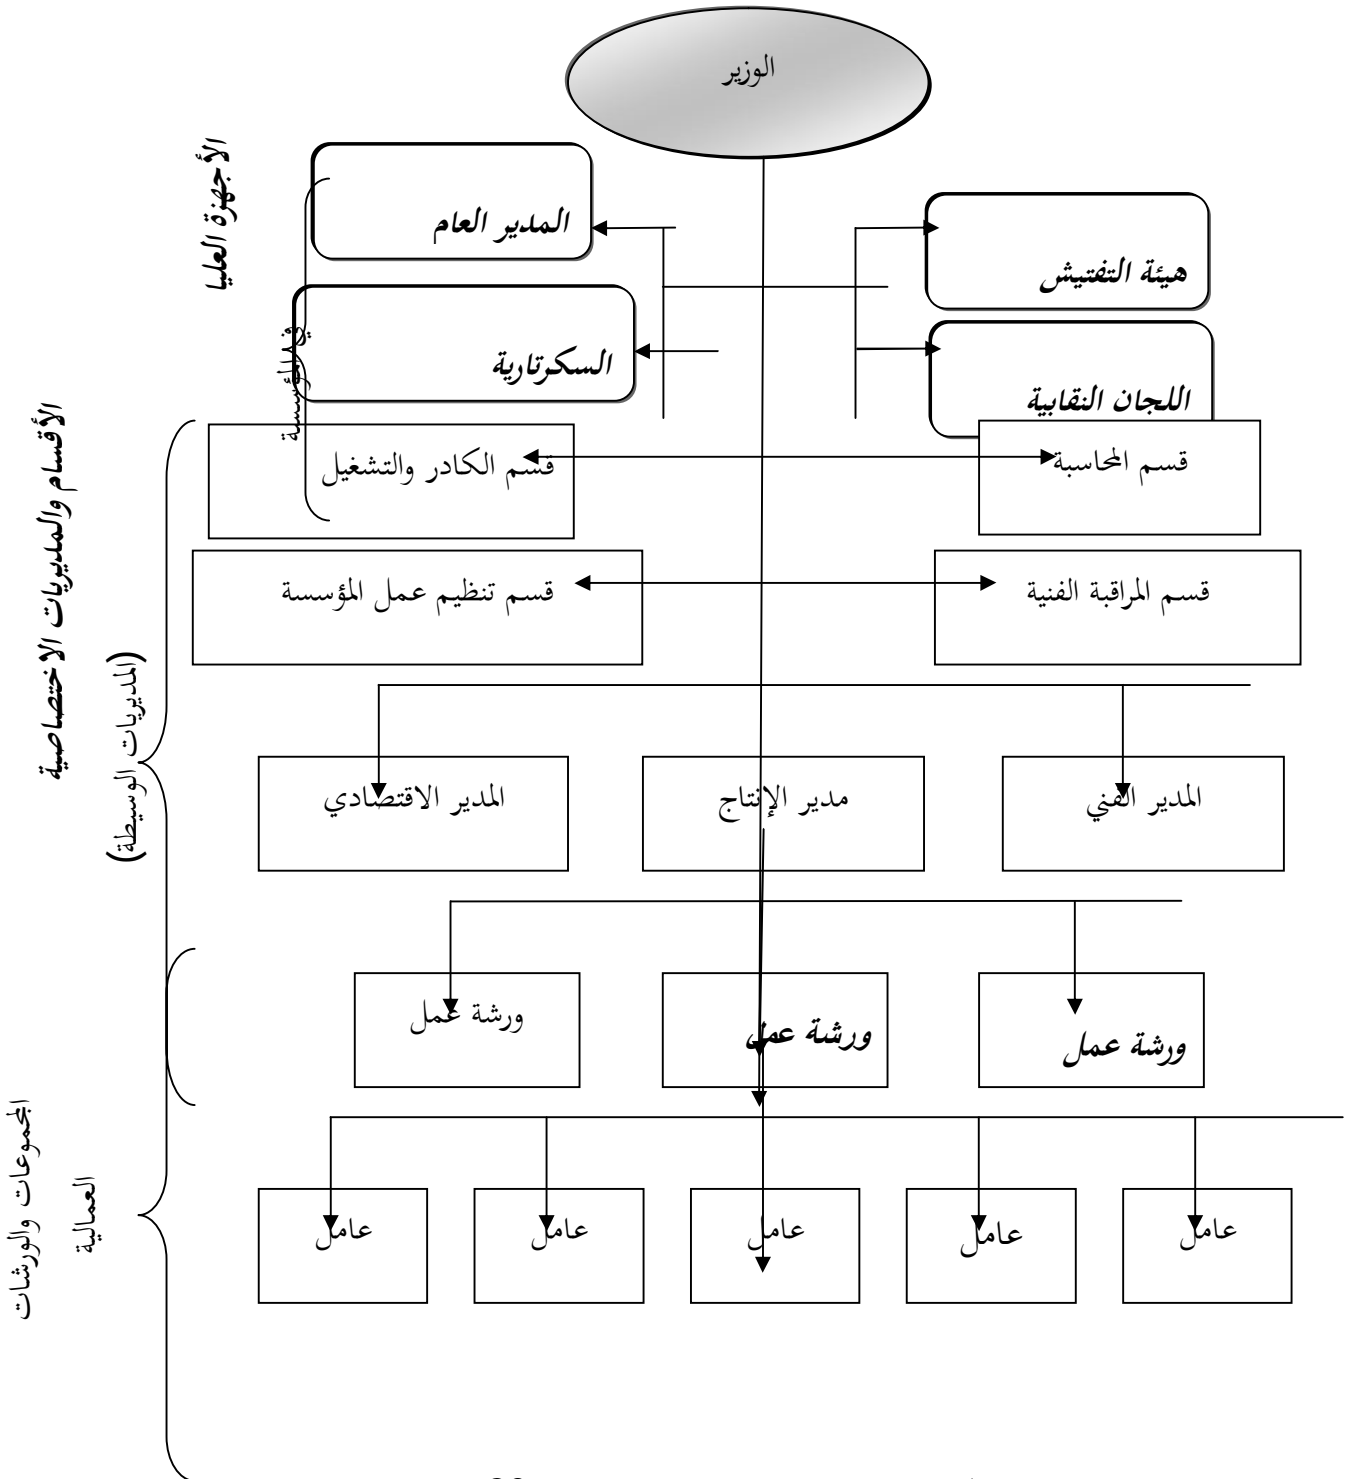 الوزير
الأجهزة العليا
في المؤسسة
المدير العام
هيئة التفتيش
السكرتارية
اللجان النقابية
الأقسام والمديريات الاختصاصية
(المديريات الوسيطة)
قسم المحاسبة
قسم الكادر والتشغيل
قسم المراقبة الفنية
قسم تنظيم عمل المؤسسة
المدير الفني
مدير الإنتاج
المدير الاقتصادي
ورشة عمل
ورشة عمل
ورشة عمل
المجموعات والورشات
العمالية
عامل
عامل
عامل
عامل
عامل